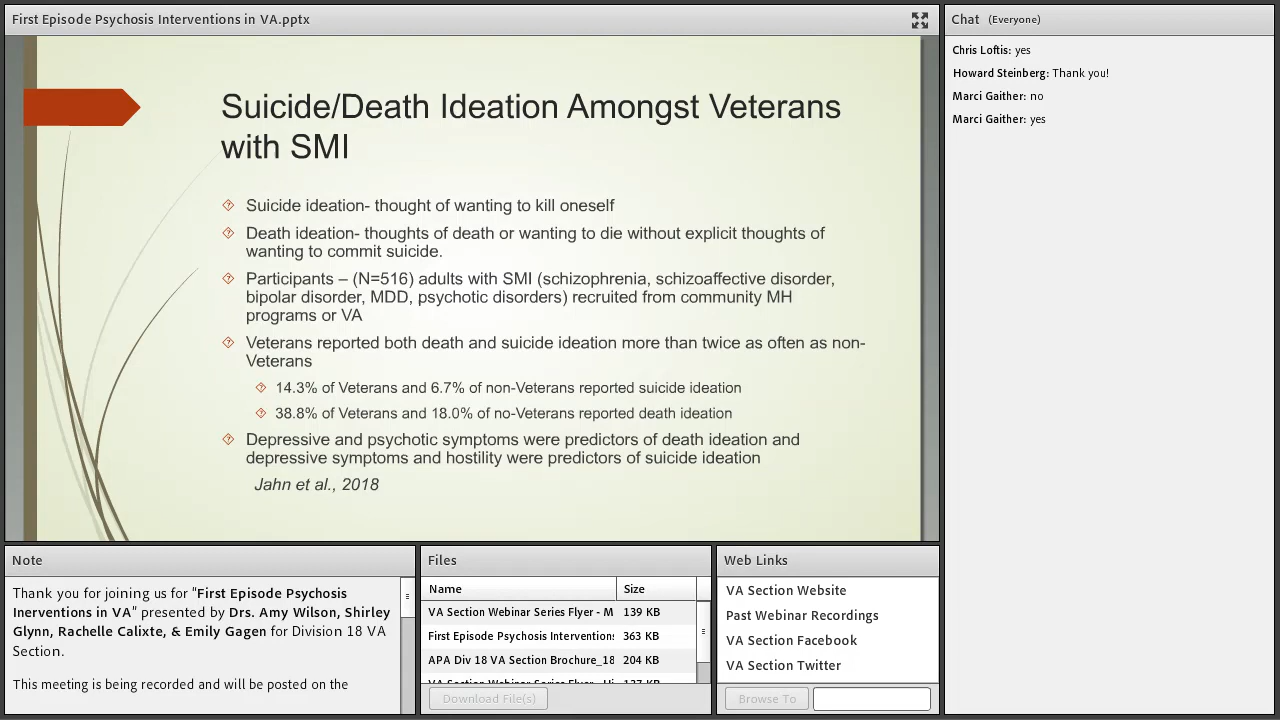 First Episode Psychosis Interventions in VA.pptx
Suicide/Death Ideation Amongst Veterans
with SMI
Suicide ideation- thought of wanting to kill oneself
Death ideation- thoughts of death or wanting to die without explicit thoughts of
wanting to commit suicide.
Participants – (N=516) adults with SMI (schizophrenia, schizoaffective disorder,
bipolar disorder, MDD, psychotic disorders) recruited from community MH
programs or VA
Veterans reported both death and suicide ideation more than twice as often as non-
Veterans
14.3% of Veterans and 6.7% of non-Veterans reported suicide ideation
38.8% of Veterans and 18.0% of no-Veterans reported death ideation
Depressive and psychotic symptoms were predictors of death ideation and
depressive symptoms and hostility were predictors of suicide ideation
Jahn et al., 2018
Chat (Everyone)
Chris Loftis: yes
Howard Steinberg: Thank you!
Marci Gaither: no
Marci Gaither: yes
Note
Thank you for joining us for "First Episode Psychosis
Inerventions in VA" presented by Drs. Amy Wilson, Shirley
Glynn, Rachelle Calixte, & Emily Gagen for Division 18 VA
Section.
This meeting is being recorded and will be posted on the
Files
Name Size
VA Section Webinar Series Flyer - M 139 KB
First Episode Psychosis Interventions 363 KB
APA Div 18 VA Section Brochure_18 204 KB
VA Section Webinar Series Flyer - Hi 137 KB
Download File(s)
Web Links
VA Section Website
Past Webinar Recordings
VA Section Facebook
VA Section Twitter
Browse To